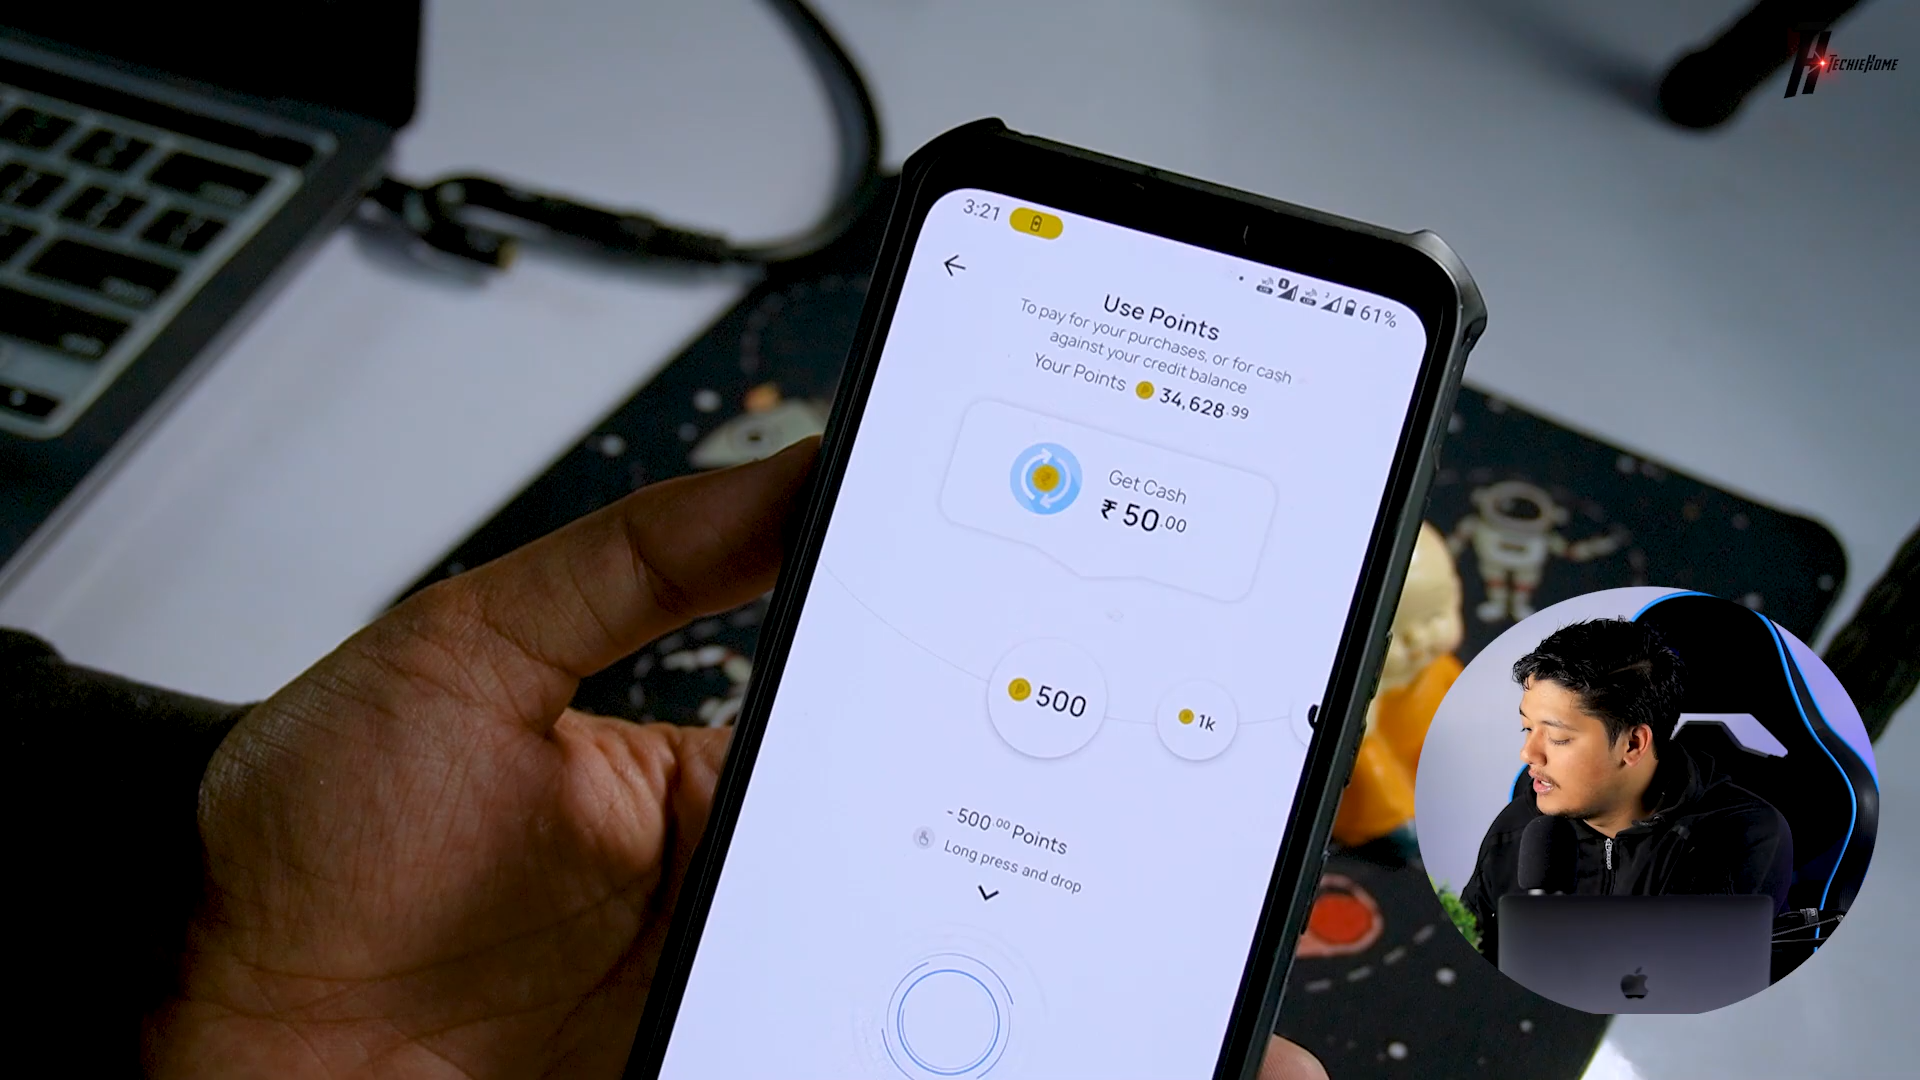 TECHIEHOME
3:21
61%
Use Points
To pay for your purchases, or for cash
against your credit balance
Your Points 34,628.99
Get Cash
₹ 50.00
500
1k
- 500.00 Points
Long press and drop